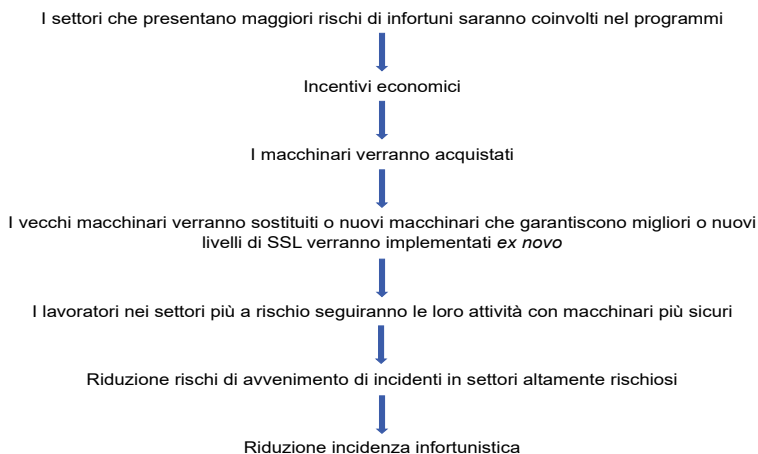 I settori che presentano maggiori rischi di infortuni saranno coinvolti nel programmi
Incentivi economici
I macchinari verranno acquistati
I vecchi macchinari verranno sostituiti o nuovi macchinari che garantiscono migliori o nuovi
livelli di SSL verranno implementati ex novo
I lavoratori nei settori più a rischio seguiranno le loro attività con macchinari più sicuri
Riduzione rischi di avvenimento di incidenti in settori altamente rischiosi
Riduzione incidenza infortunistica